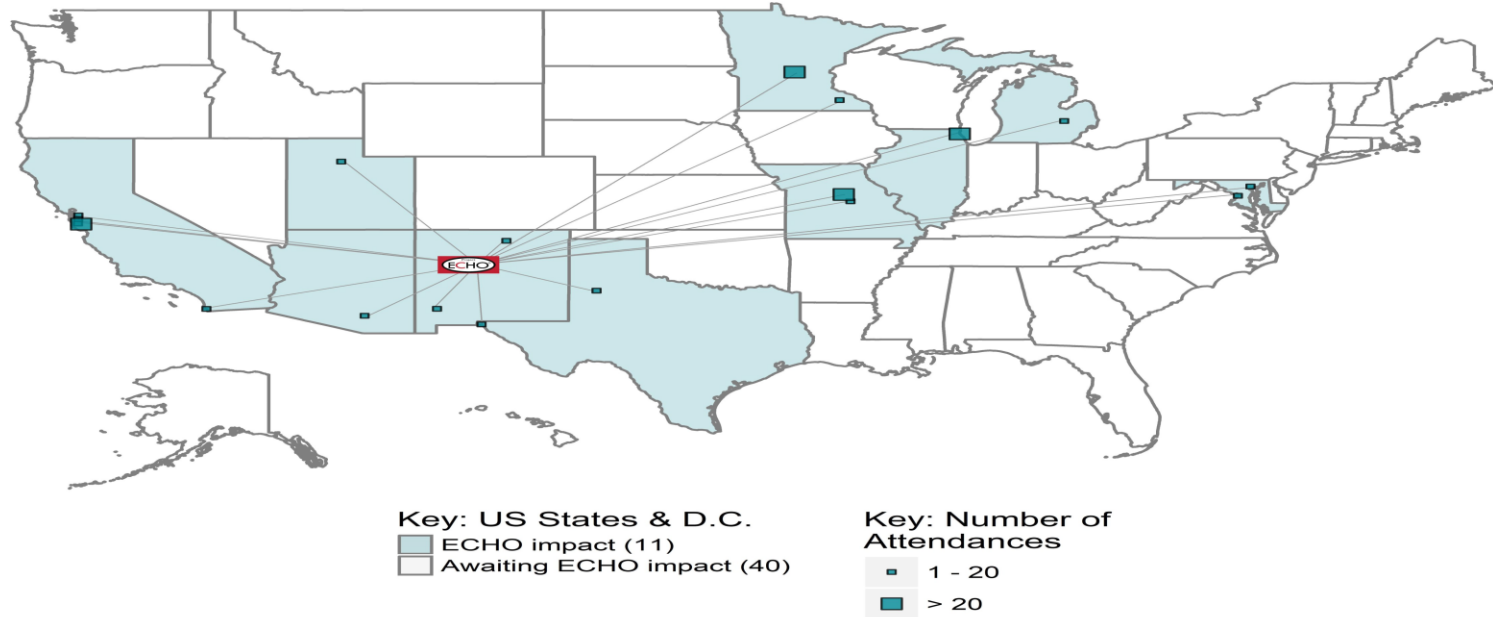 ECHO
Key: US States & D.C.
ECHO impact (11)
Awaiting ECHO impact (40)
Key: Number of
Attendances
1 - 20
> 20